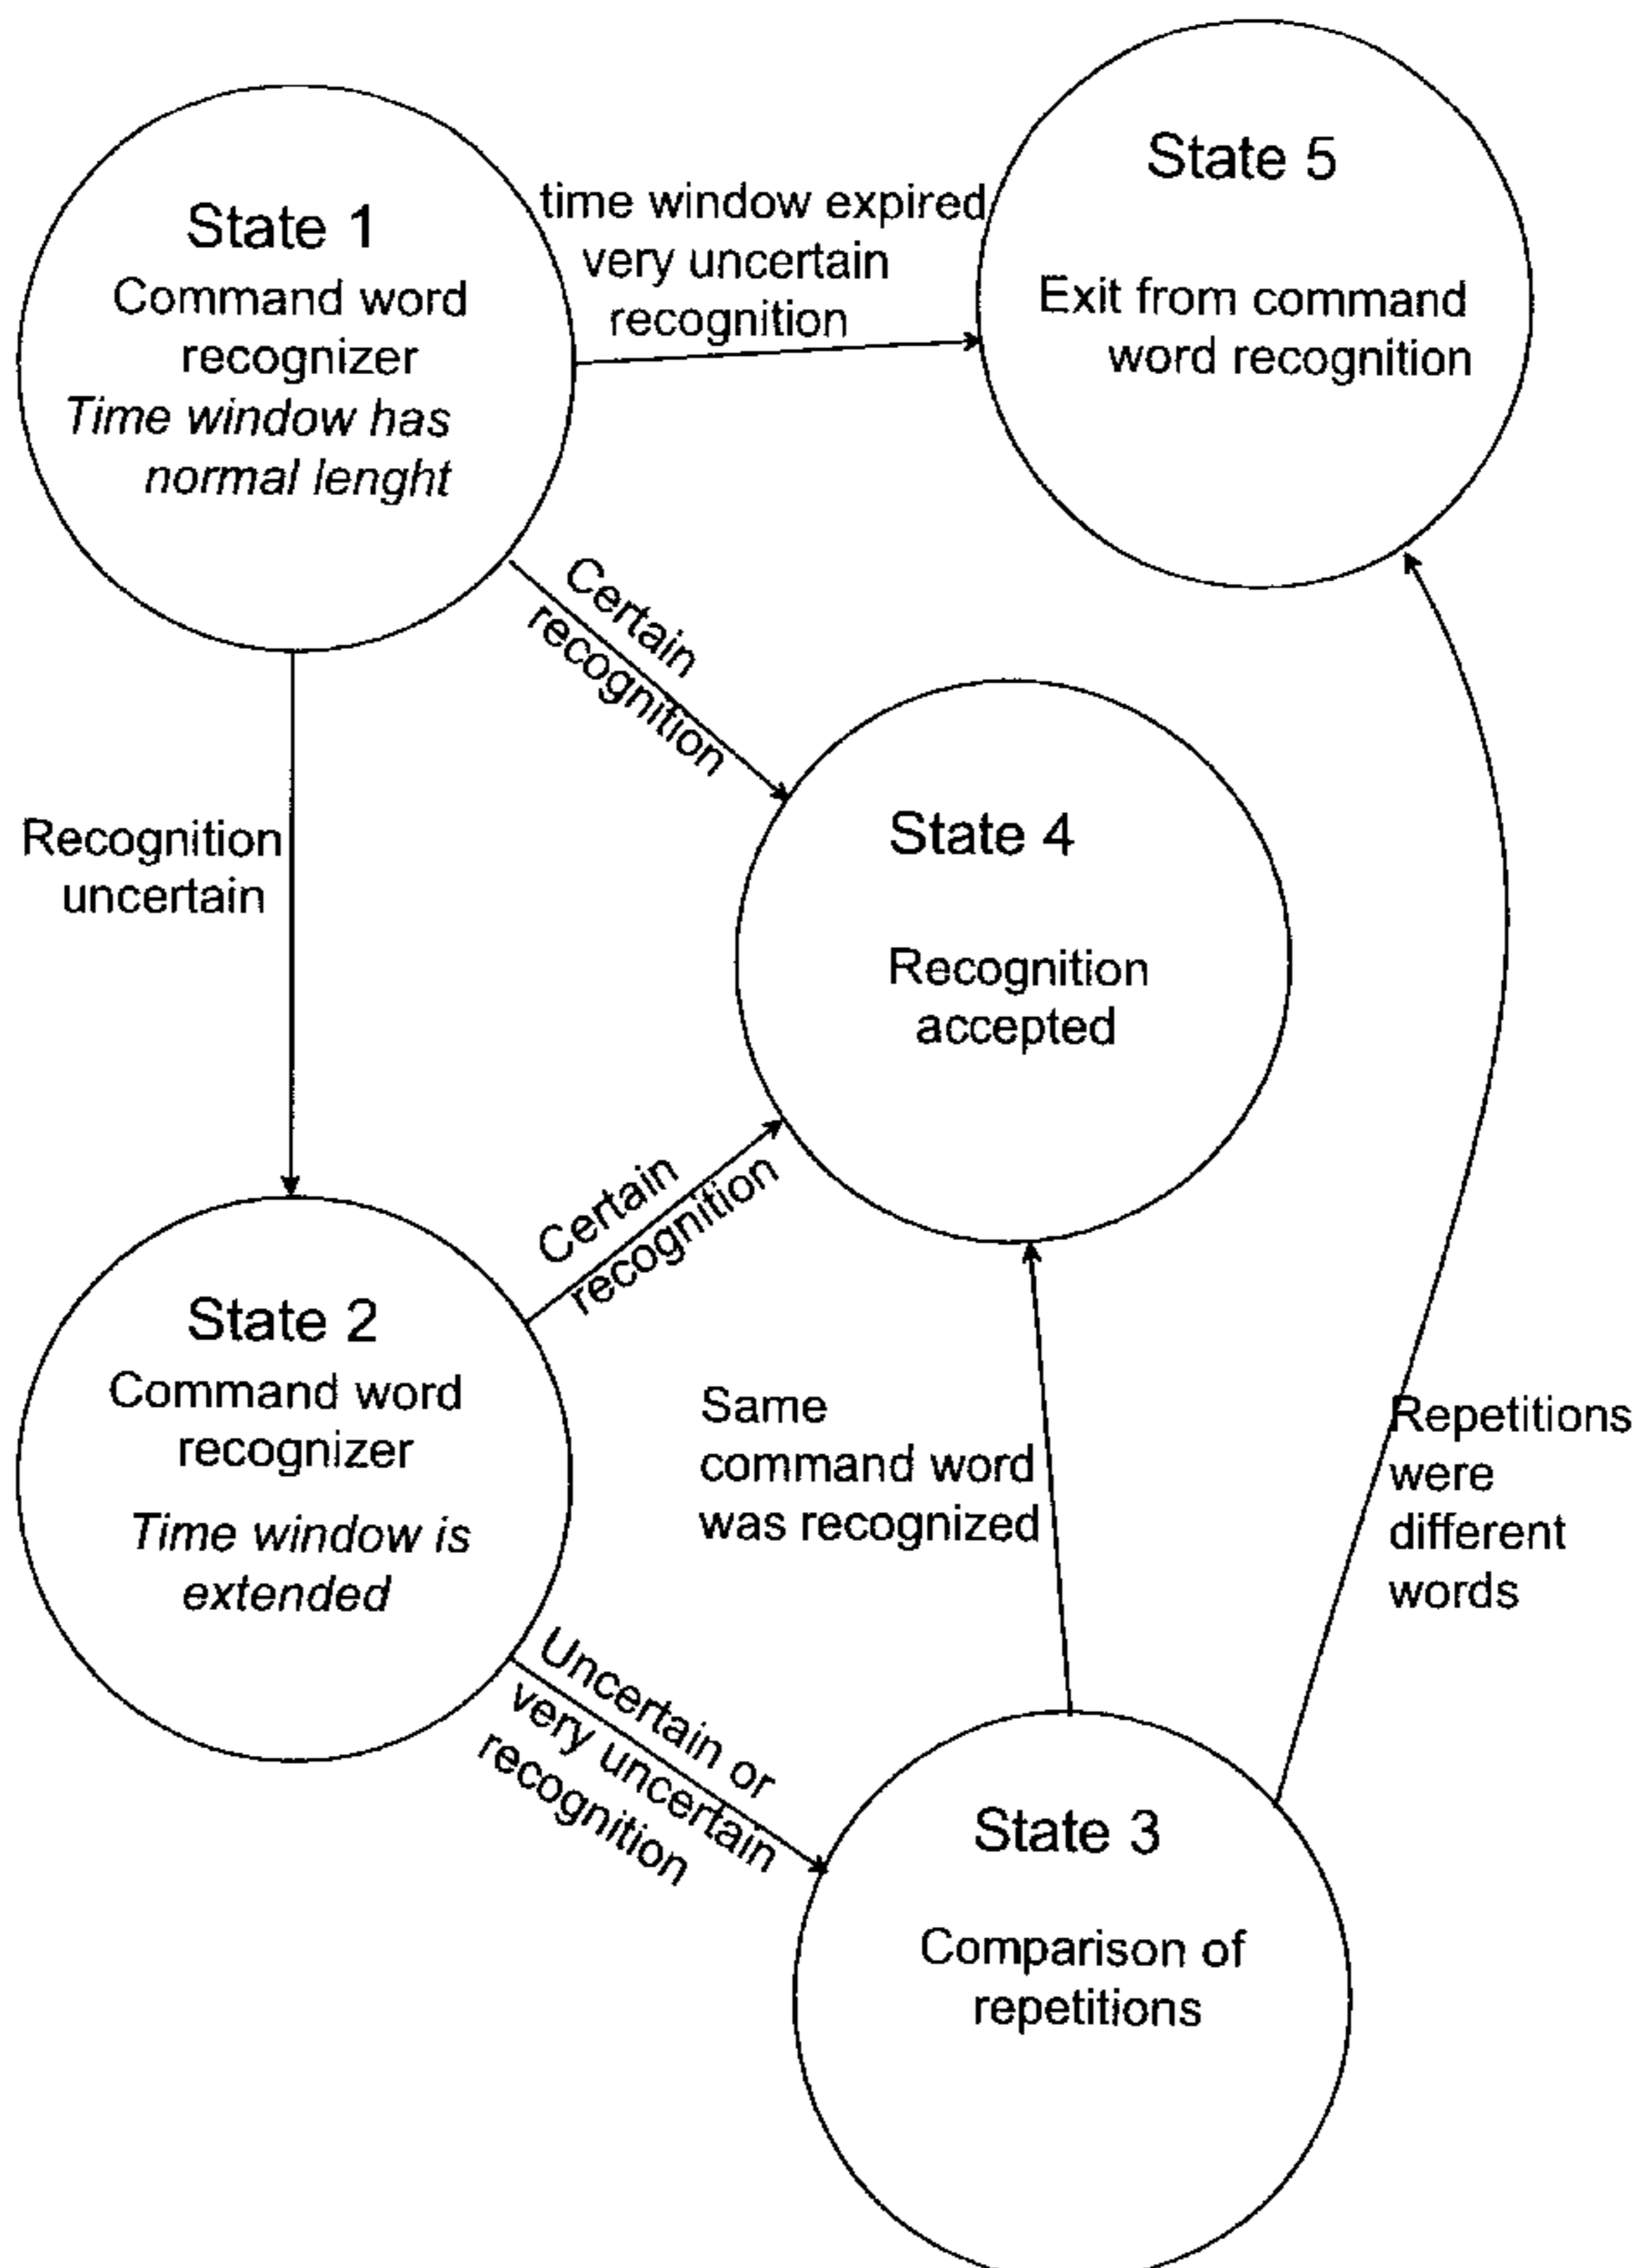 State 1
Command word
recognizer
Time window has
normal lenght
time window expired
very uncertain
recognition
State 5
Exit from command
word recognition
Certain
recognition
Recognition
uncertain
State 4
Recognition
accepted
Certain
recognition
State 2
Command word
recognizer
Time window is
extended
Same
command word
was recognized
Repetitions
were
different
words
Uncertain or
very uncertain
recognition
State 3
Comparison of
repetitions